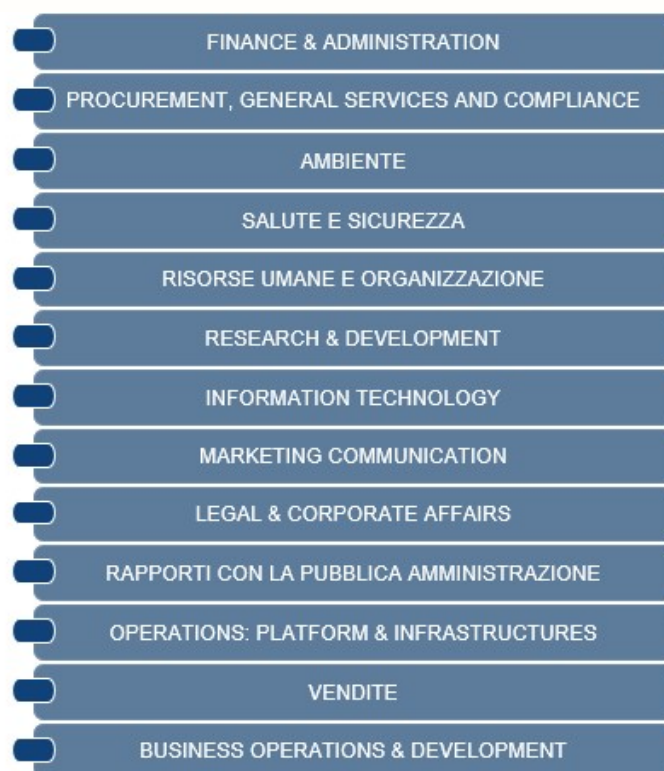 FINANCE & ADMINISTRATION
PROCUREMENT, GENERAL SERVICES AND COMPLIANCE
AMBIENTE
SALUTE E SICUREZZA
RISORSE UMANE E ORGANIZZAZIONE
RESEARCH & DEVELOPMENT
INFORMATION TECHNOLOGY
MARKETING COMMUNICATION
LEGAL & CORPORATE AFFAIRS
RAPPORTI CON LA PUBBLICA AMMINISTRAZIONE
OPERATIONS: PLATFORM & INFRASTRUCTURES
VENDITE
BUSINESS OPERATIONS & DEVELOPMENT